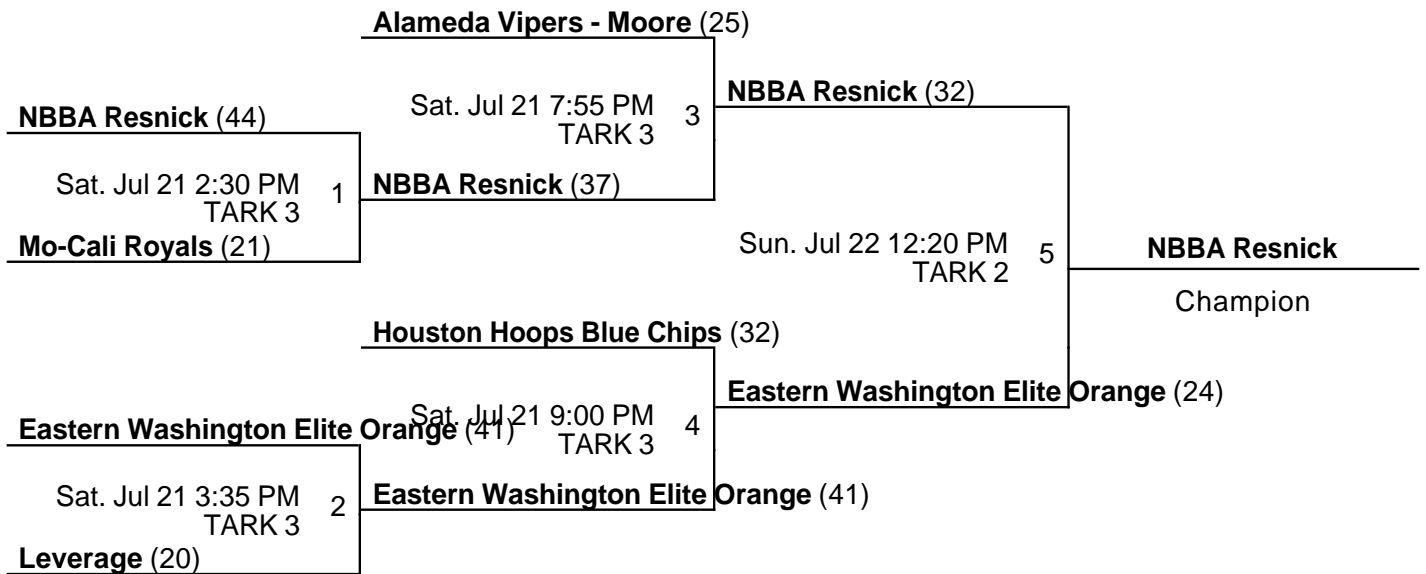 Alameda Vipers - Moore (25)
NBBA Resnick (32)
Sat. Jul 21 7:55 PM
TARK 3
3
NBBA Resnick (44)
Sat. Jul 21 2:30 PM
TARK 3
1
NBBA Resnick (37)
Mo-Cali Royals (21)
Sun. Jul 22 12:20 PM
TARK 2
5
NBBA Resnick
Champion
Houston Hoops Blue Chips (32)
Eastern Washington Elite Orange (24)
Sat. Jul 21 9:00 PM
TARK 3
4
Eastern Washington Elite Orange (41)
Sat. Jul 21 3:35 PM
TARK 3
2
Eastern Washington Elite Orange (41)
Leverage (20)